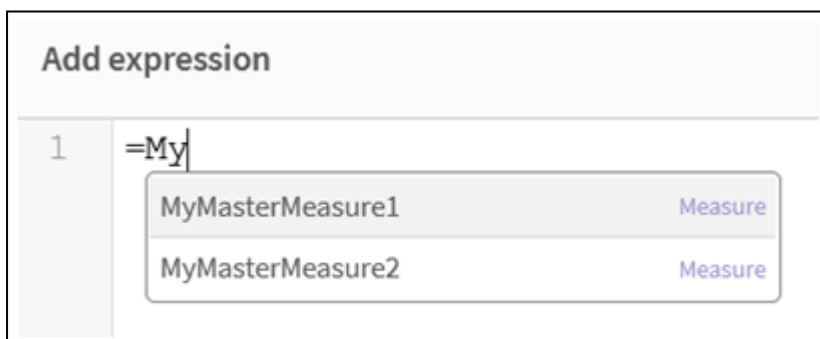 Add expression
1 =My
MyMasterMeasure1 Measure
MyMasterMeasure2 Measure